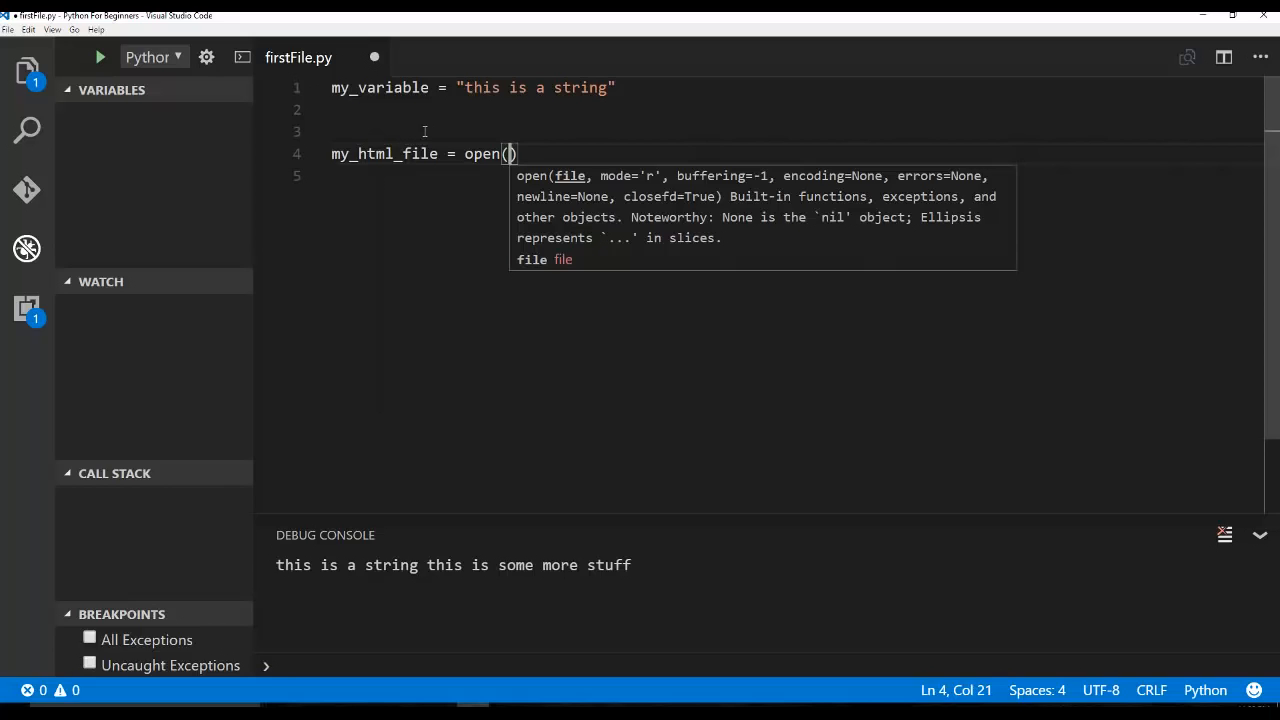 firstFile.py - Python For Beginners - Visual Studio Code
File Edit View Go Help
1
Python
firstFile.py
VARIABLES
1 my_variable = "this is a string"
2
3
4 my_html_file = open()
5
open(file, mode='r', buffering=-1, encoding=None, errors=None,
newline=None, closefd=True) Built-in functions, exceptions, and
other objects. Noteworthy: None is the `nil' object; Ellipsis
represents `...' in slices.
file file
WATCH
1
CALL STACK
DEBUG CONSOLE
this is a string this is some more stuff
BREAKPOINTS
All Exceptions
Uncaught Exceptions
0 0
Ln 4, Col 21 Spaces: 4 UTF-8 CRLF Python